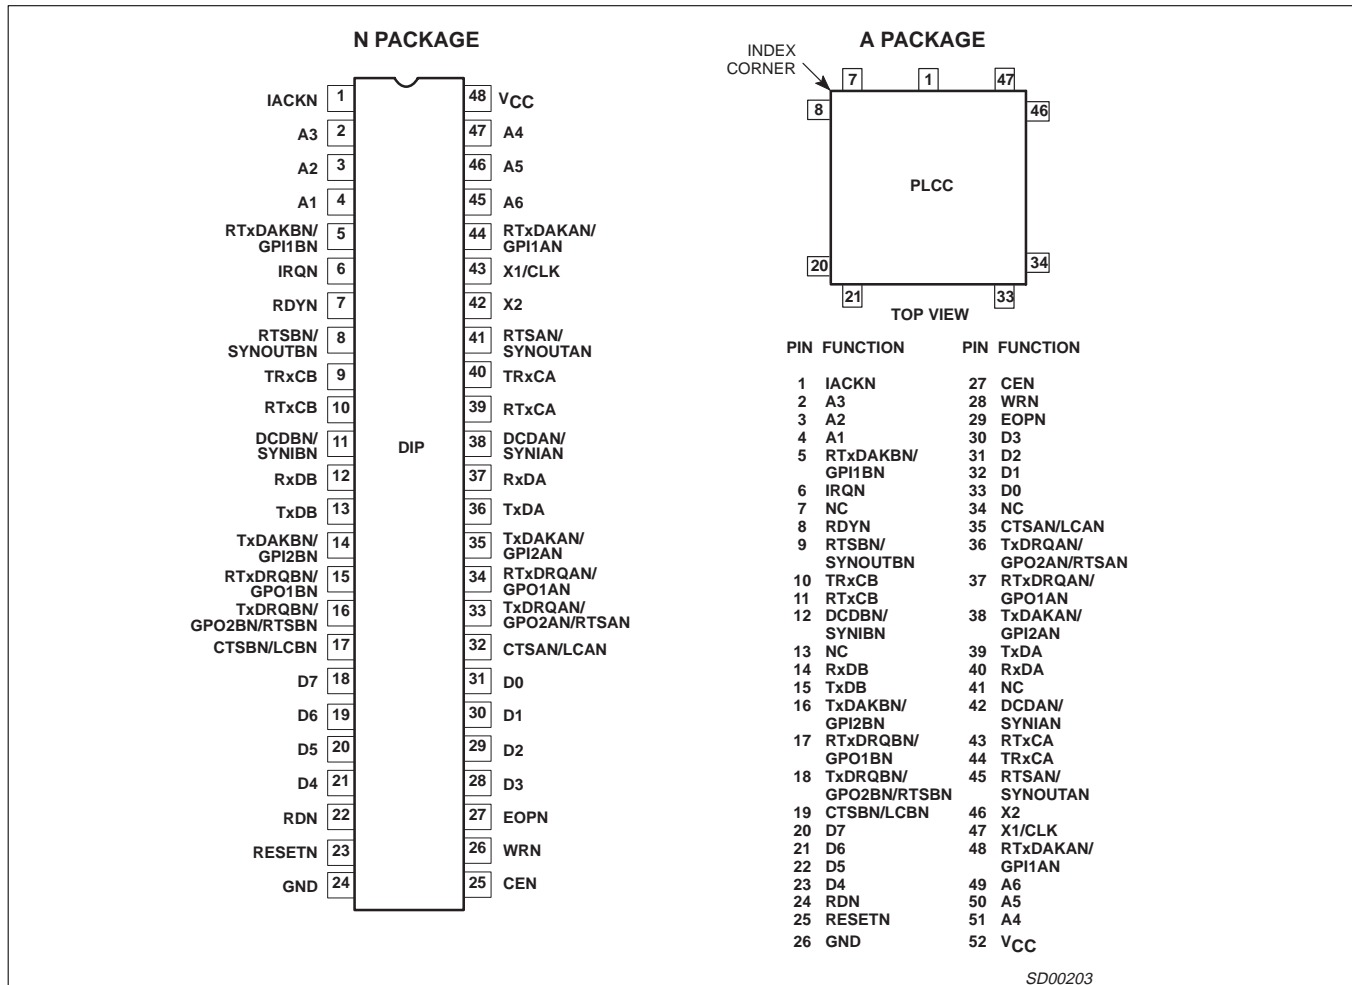 N PACKAGE
IACKN 1
A3 2
A2 3
A1 4
RTxDAKBN/
GPI1BN 5
IRQN 6
RDYN 7
RTSBN/
SYNOUTBN 8
TRxCB 9
RTxCB 10
DCDBN/
SYNIBN 11
RxDB 12
TxDB 13
TxDAKBN/
GPI2BN 14
RTxDRQBN/
GPO1BN 15
TxDRQBN/
GPO2BN/RTSBN 16
CTSBN/LCBN 17
D7 18
D6 19
D5 20
D4 21
RDN 22
RESETN 23
GND 24
DIP
48 VCC
47 A4
46 A5
45 A6
44 RTxDAKAN/
GPI1AN
43 X1/CLK
42 X2
41 RTSAN/
SYNOUTAN
40 TRxCA
39 RTxCA
38 DCDAN/
SYNIAN
37 RxDA
36 TxDA
35 TxDAKAN/
GPI2AN
34 RTxDRQAN/
GPO1AN
33 TxDRQAN/
GPO2AN/RTSAN
32 CTSAN/LCAN
31 D0
30 D1
29 D2
28 D3
27 EOPN
26 WRN
25 CEN
A PACKAGE
INDEX
CORNER
7 1 47
8 46
PLCC
20 34
21 33
TOP VIEW
PIN FUNCTION
1 IACKN
2 A3
3 A2
4 A1
5 RTxDAKBN/
GPI1BN
6 IRQN
7 NC
8 RDYN
9 RTSBN/
SYNOUTBN
10 TRxCB
11 RTxCB
12 DCDBN/
SYNIBN
13 NC
14 RxDB
15 TxDB
16 TxDAKBN/
GPI2BN
17 RTxDRQBN/
GPO1BN
18 TxDRQBN/
GPO2BN/RTSBN
19 CTSBN/LCBN
20 D7
21 D6
22 D5
23 D4
24 RDN
25 RESETN
26 GND
PIN FUNCTION
27 CEN
28 WRN
29 EOPN
30 D3
31 D2
32 D1
33 D0
34 NC
35 CTSAN/LCAN
36 TxDRQAN/
GPO2AN/RTSAN
37 RTxDRQAN/
GPO1AN
38 TxDAKAN/
GPI2AN
39 TxDA
40 RxDA
41 NC
42 DCDAN/
SYNIAN
43 RTxCA
44 TRxCA
45 RTSAN/
SYNOUTAN
46 X2
47 X1/CLK
48 RTxDAKAN/
GPI1AN
49 A6
50 A5
51 A4
52 VCC
SD00203